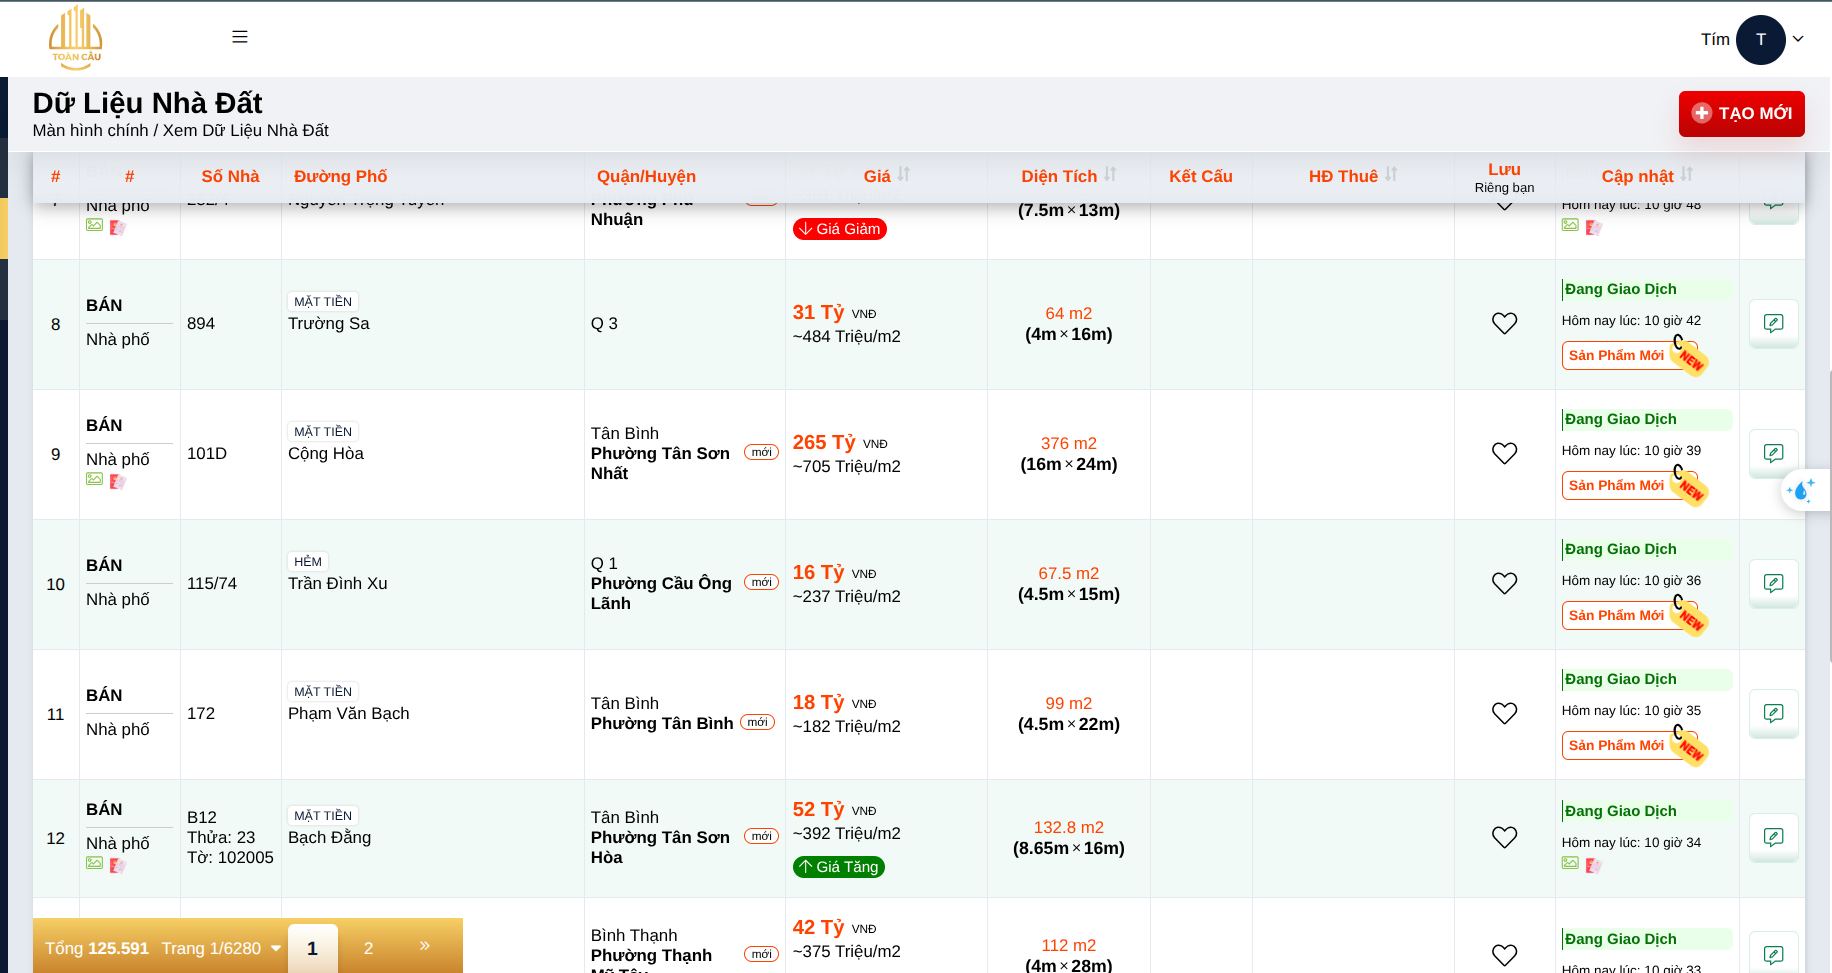 TOÀN CẦU
Tím
T
Dữ Liệu Nhà Đất
Màn hình chính / Xem Dữ Liệu Nhà Đất
TẠO MỚI
# # Số Nhà Đường Phố Quận/Huyện Giá Diện Tích Kết Cấu HĐ Thuê Lưu Cập nhật
Riêng bạn
Nhà phố
Nhuận
Giá Giảm
(7.5m × 13m)
Hôm nay lúc: 10 giờ 48
8
BÁN
Nhà phố
894
MẶT TIỀN
Trường Sa
Q 3
31 Tỷ VNĐ
~484 Triệu/m2
64 m2
(4m × 16m)
Đang Giao Dịch
Hôm nay lúc: 10 giờ 42
Sản Phẩm Mới NEW
9
BÁN
Nhà phố
101D
MẶT TIỀN
Cộng Hòa
Tân Bình
Phường Tân Sơn mới
Nhất
265 Tỷ VNĐ
~705 Triệu/m2
376 m2
(16m × 24m)
Đang Giao Dịch
Hôm nay lúc: 10 giờ 39
Sản Phẩm Mới NEW
10
BÁN
Nhà phố
115/74
HẺM
Trần Đình Xu
Q 1
Phường Cầu Ông mới
Lãnh
16 Tỷ VNĐ
~237 Triệu/m2
67.5 m2
(4.5m × 15m)
Đang Giao Dịch
Hôm nay lúc: 10 giờ 36
Sản Phẩm Mới NEW
11
BÁN
Nhà phố
172
MẶT TIỀN
Phạm Văn Bạch
Tân Bình
Phường Tân Bình mới
18 Tỷ VNĐ
~182 Triệu/m2
99 m2
(4.5m × 22m)
Đang Giao Dịch
Hôm nay lúc: 10 giờ 35
Sản Phẩm Mới NEW
12
BÁN
Nhà phố
B12
Thửa: 23
Tờ: 102005
MẶT TIỀN
Bạch Đằng
Tân Bình
Phường Tân Sơn mới
Hòa
52 Tỷ VNĐ
~392 Triệu/m2
Giá Tăng
132.8 m2
(8.65m × 16m)
Đang Giao Dịch
Hôm nay lúc: 10 giờ 34
Bình Thạnh
Phường Thạnh mới
Mỹ Tây
42 Tỷ VNĐ
~375 Triệu/m2
112 m2
(4m × 28m)
Đang Giao Dịch
Hôm nay lúc: 10 giờ 33
Tổng 125.591 Trang 1/6280 1 2 »